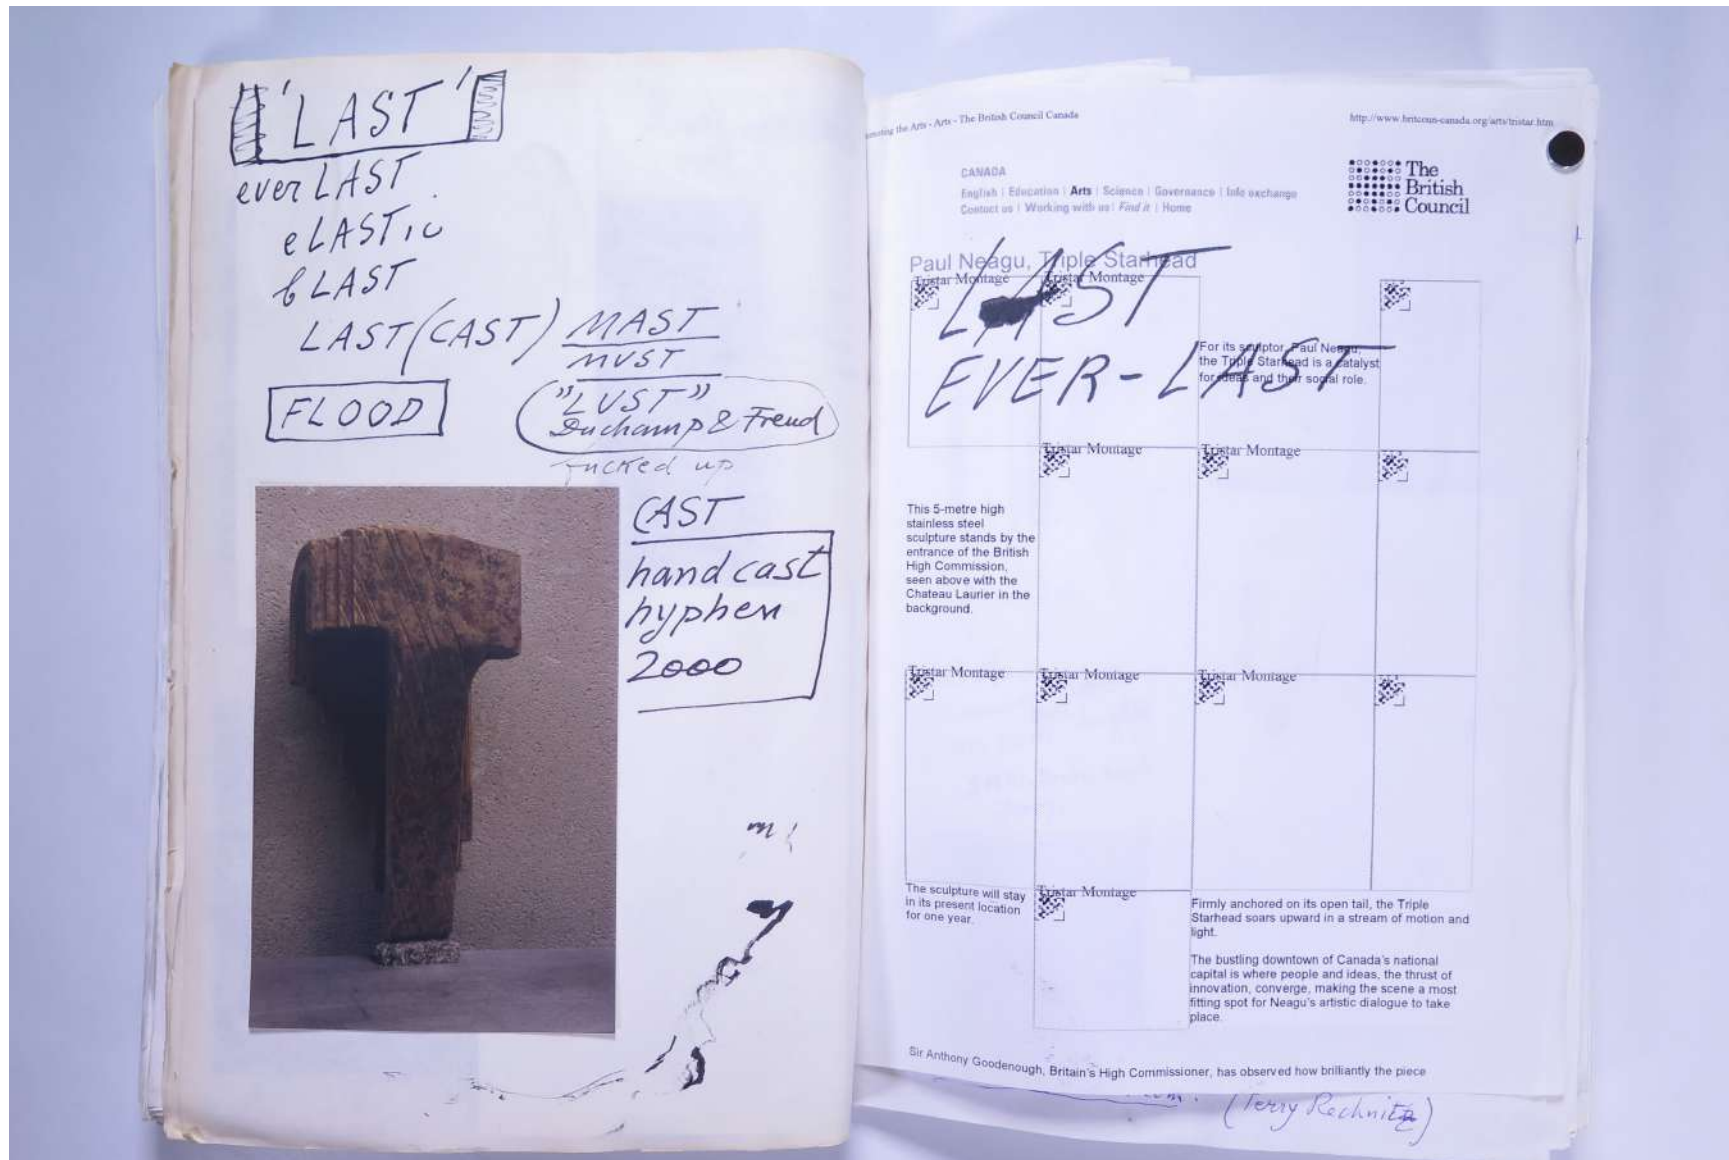 'LAST'
everLAST
eLASTic
bLAST
LAST(CAST) MAST
MUST
"LUST"
Duchamp & Freud
FLOOD
fucked up
CAST
hand cast
hyphen
2000
the Arts - Arts - The British Council Canada
http://www.britcoun-canada.org/arts/tristar.htm
CANADA
English | Education | Arts | Science | Governance | Info exchange
Contact us | Working with us | Find it | Home
The
British
Council
Paul Neagu, Triple Starhead
Tristar Montage Tristar Montage
LAST
EVER-LAST
For its sculptor, Paul Neagu,
the Triple Starhead is a catalyst
for ideas and their social role.
Tristar Montage Tristar Montage
This 5-metre high
stainless steel
sculpture stands by the
entrance of the British
High Commission,
seen above with the
Chateau Laurier in the
background.
Tristar Montage Tristar Montage Tristar Montage
The sculpture will stay
in its present location
for one year.
Tristar Montage
Firmly anchored on its open tail, the Triple
Starhead soars upward in a stream of motion and
light.
The bustling downtown of Canada's national
capital is where people and ideas, the thrust of
innovation, converge, making the scene a most
fitting spot for Neagu's artistic dialogue to take
place.
Sir Anthony Goodenough, Britain's High Commissioner, has observed how brilliantly the piece
(Terry Rechnitz)